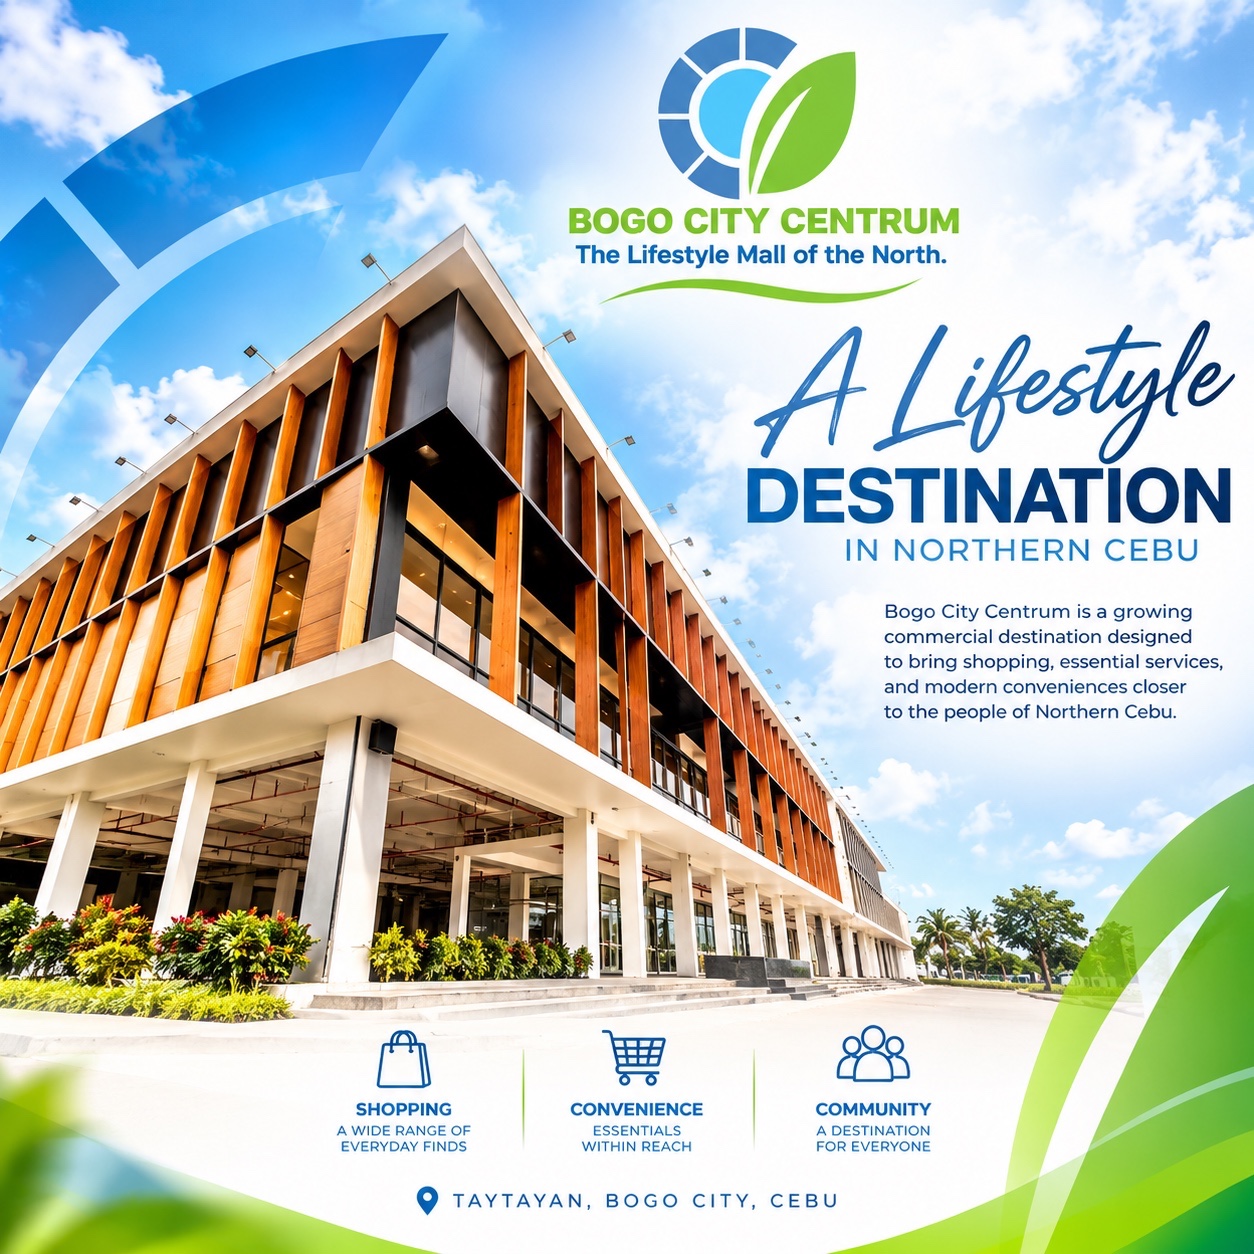 BOGO CITY CENTRUM
The Lifestyle Mall of the North.
A Lifestyle
DESTINATION
IN NORTHERN CEBU
Bogo City Centrum is a growing
commercial destination designed
to bring shopping, essential services,
and modern conveniences closer
to the people of Northern Cebu.
SHOPPING
A WIDE RANGE OF
EVERYDAY FINDS
CONVENIENCE
ESSENTIALS
WITHIN REACH
COMMUNITY
A DESTINATION
FOR EVERYONE
TAYTAYAN, BOGO CITY, CEBU